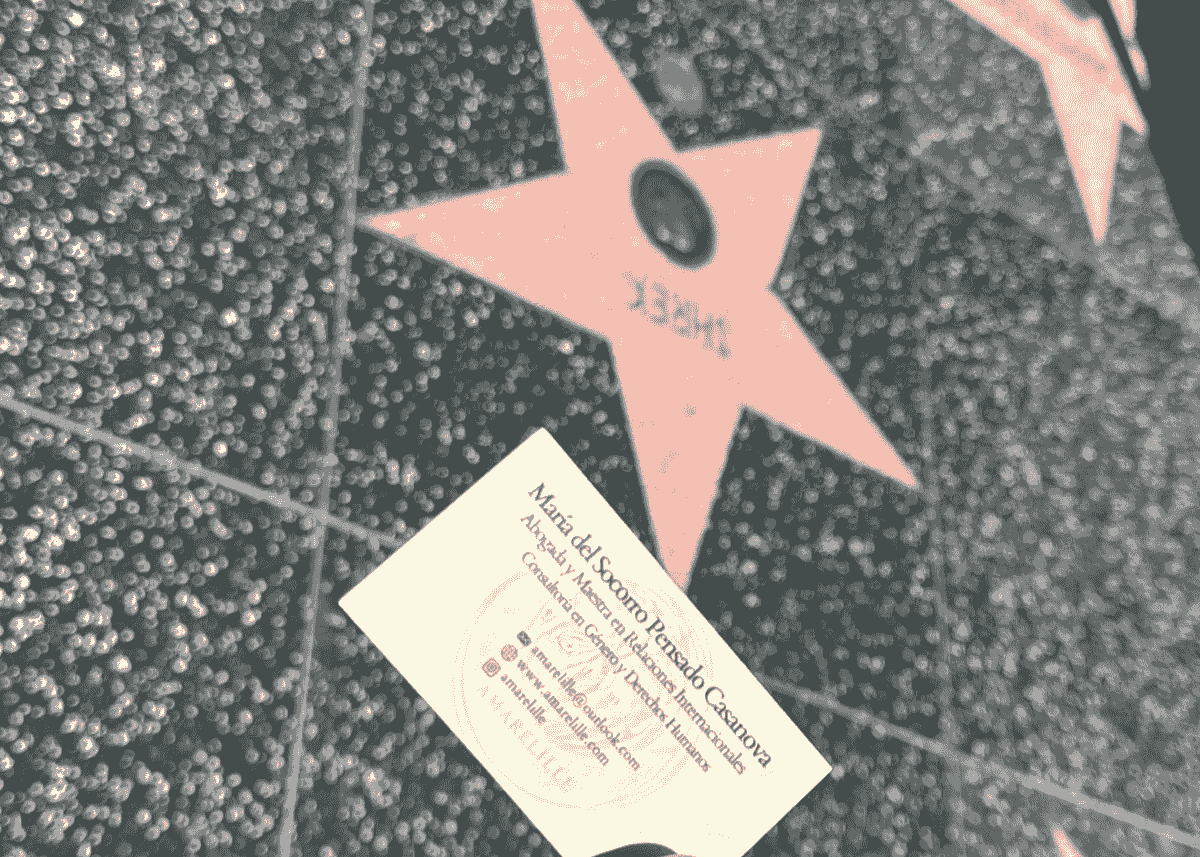 María del Socorro Pensado Casanova
Abogada y Maestra en Relaciones Internacionales
Consultoría en Género y Derechos Humanos
amarelille@outlook.com
www.amarelille.com
amarelille
AMARELILLE